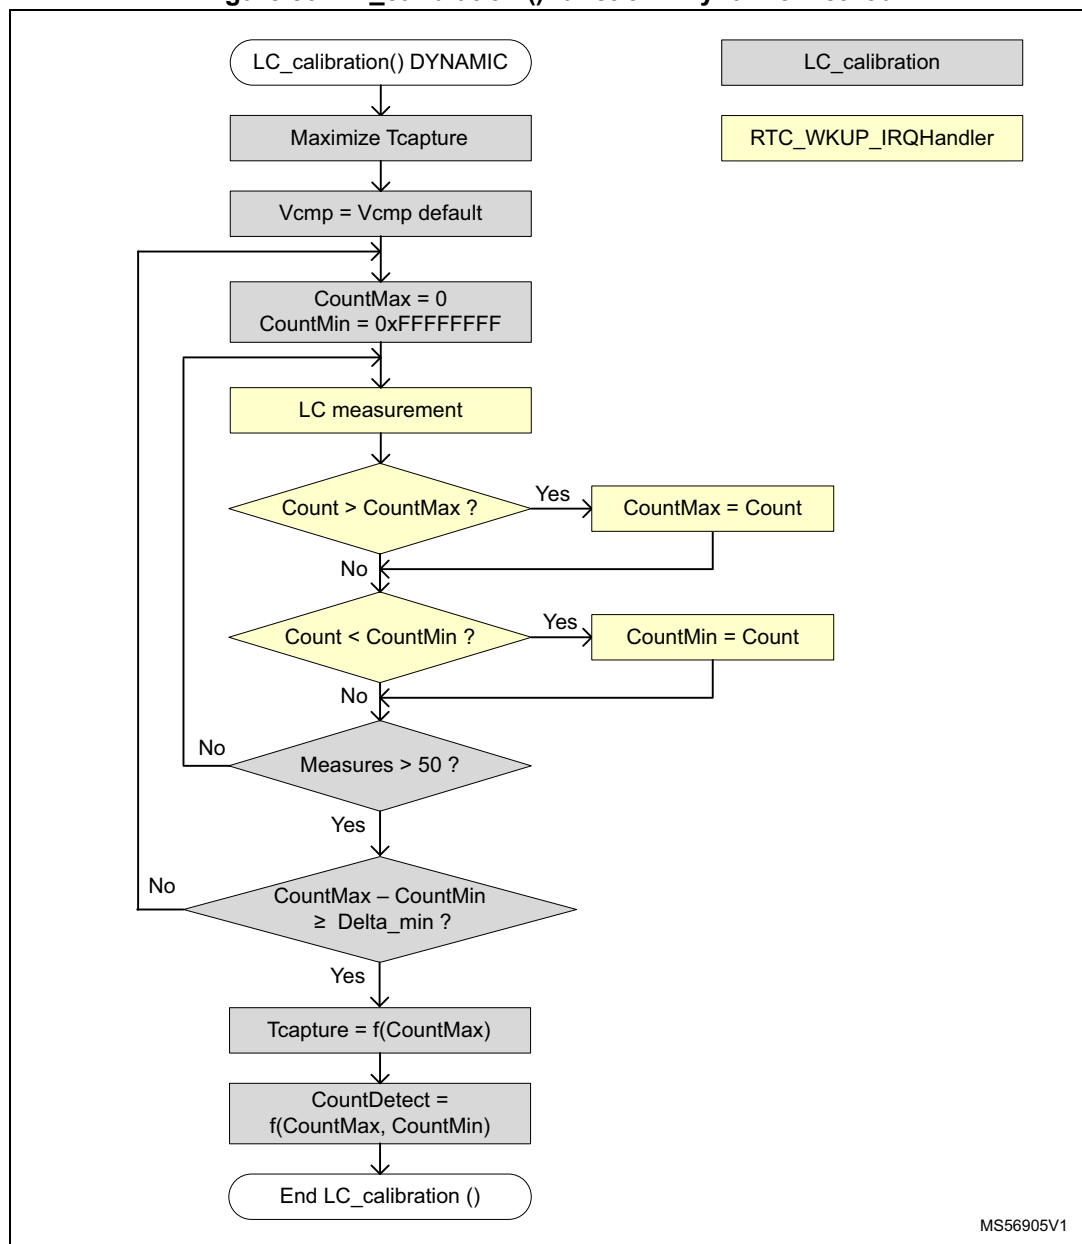 LC_calibration() DYNAMIC
LC_calibration
Maximize Tcapture
RTC_WKUP_IRQHandler
Vcmp = Vcmp default
CountMax = 0
CountMin = 0xFFFFFFFF
LC measurement
Count > CountMax ?
Yes
CountMax = Count
No
Count < CountMin ?
Yes
CountMin = Count
No
No
Measures > 50 ?
Yes
No
CountMax – CountMin
≥ Delta_min ?
Yes
Tcapture = f(CountMax)
CountDetect =
f(CountMax, CountMin)
End LC_calibration ()
MS56905V1